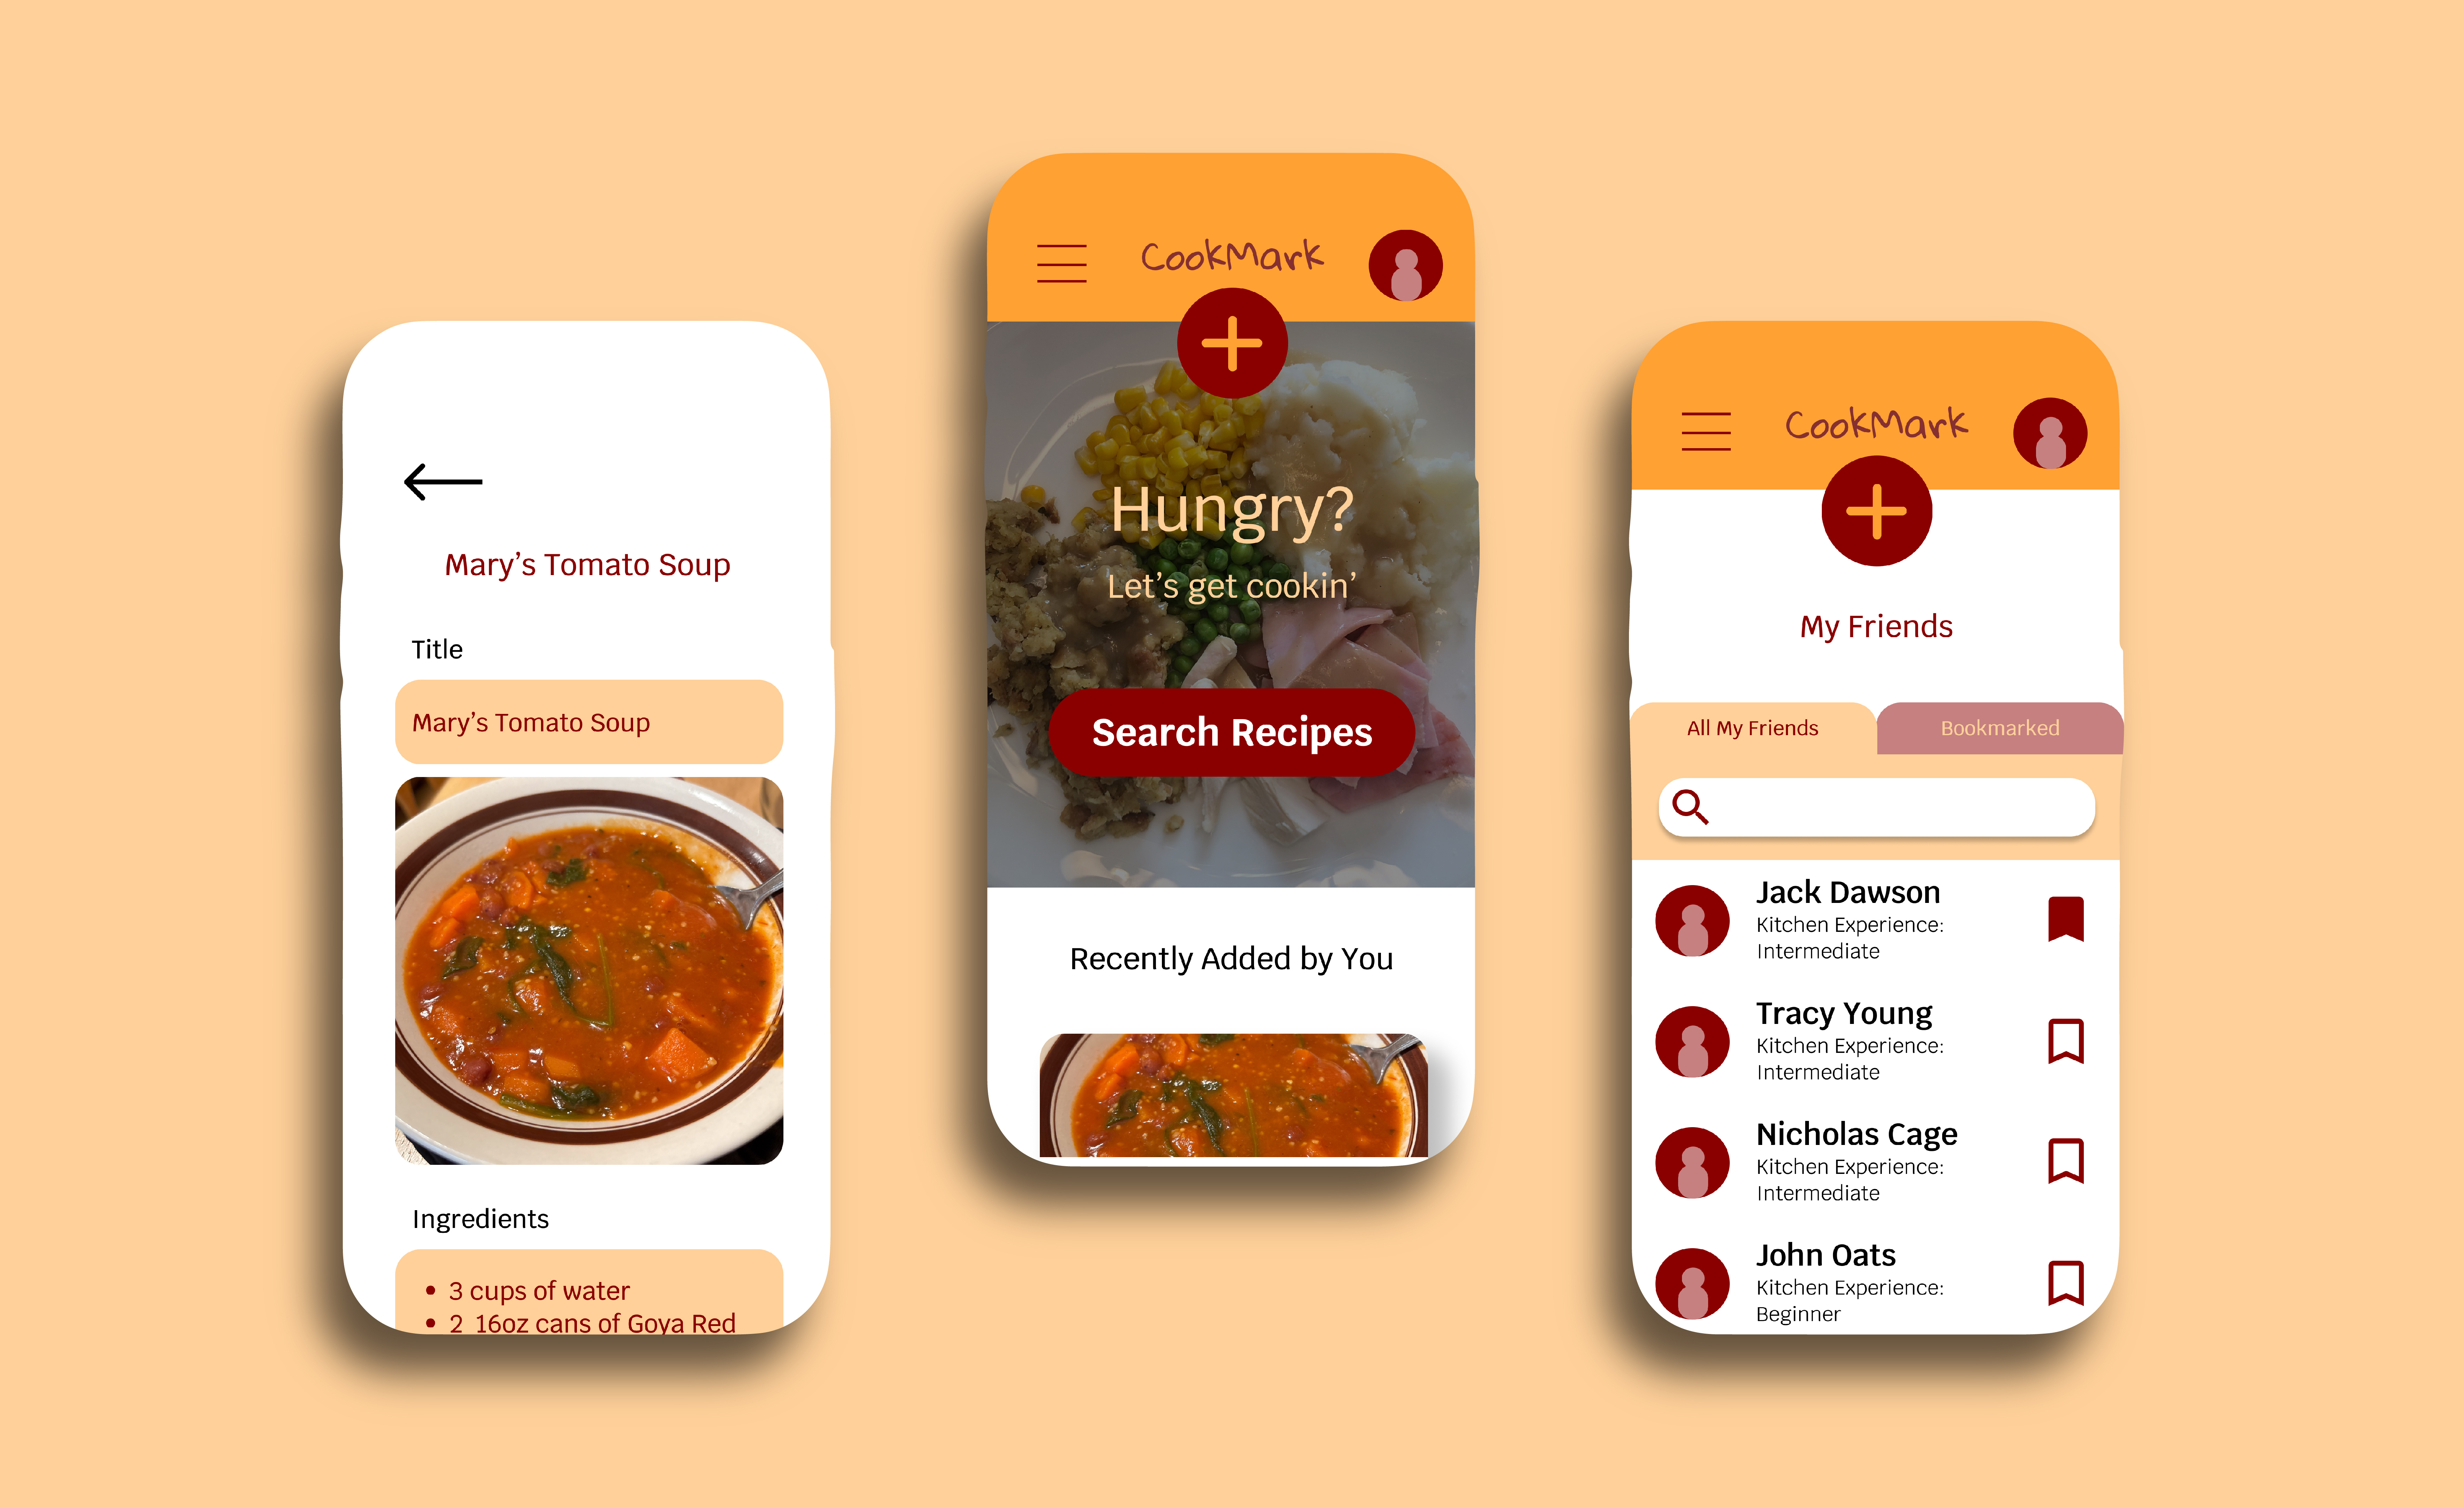 Mary’s Tomato Soup
Title
Mary’s Tomato Soup
Ingredients
• 3 cups of water
• 2 16oz cans of Goya Red
CookMark
Hungry?
Let’s get cookin’
Search Recipes
Recently Added by You
CookMark
My Friends
All My Friends
Bookmarked
Jack Dawson
Kitchen Experience:
Intermediate
Tracy Young
Kitchen Experience:
Intermediate
Nicholas Cage
Kitchen Experience:
Intermediate
John Oats
Kitchen Experience:
Beginner